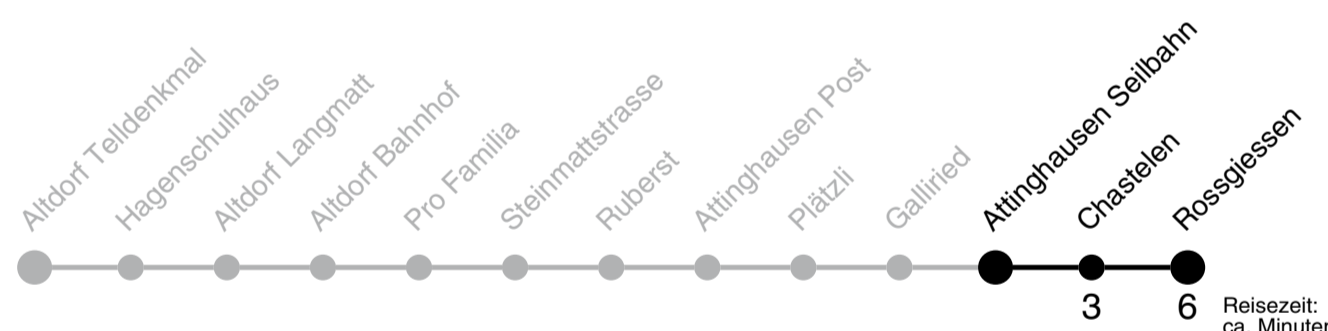 Altdorf Telldenkmal
Hagenschulhaus
Altdorf Langmatt
Altdorf Bahnhof
Pro Familia
Steinmattstrasse
Ruberst
Attinghausen Post
Plätzli
Galliried
Attinghausen Seilbahn
Chastelen
Rossgiessen
3
6
Reisezeit:
ca. Minuten